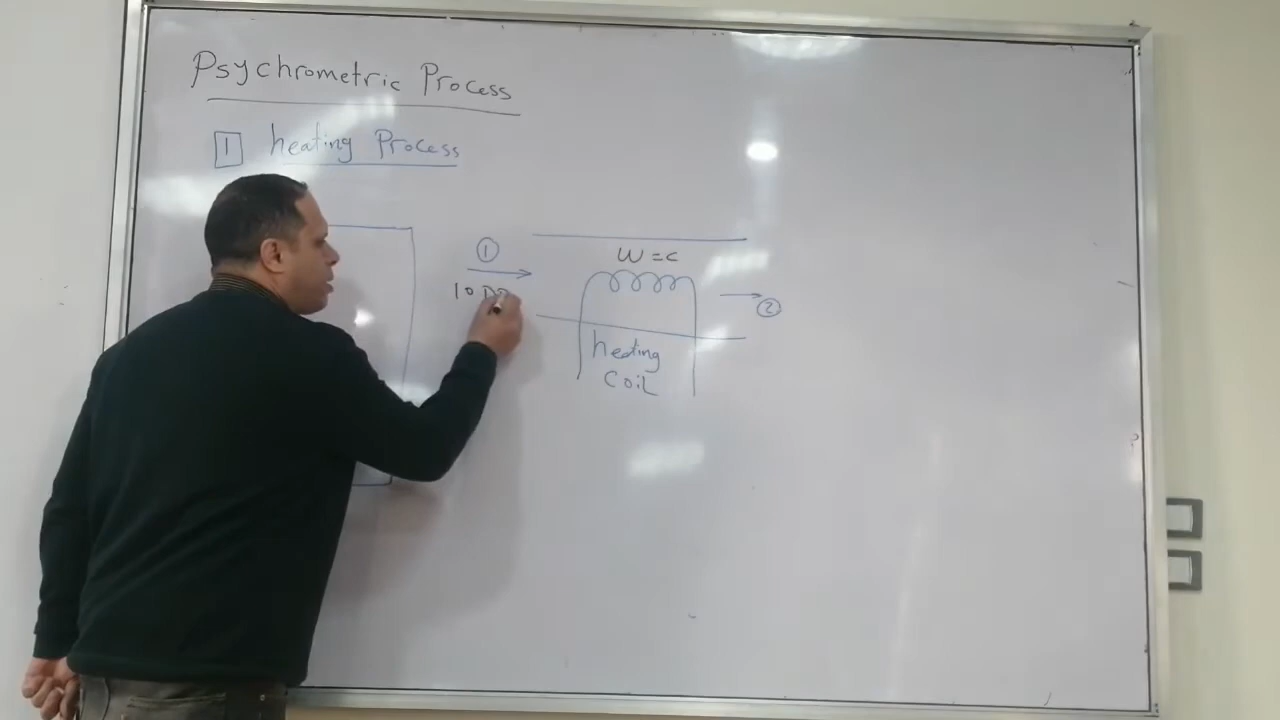 Psychrometric Process
1 heating Process
1
W = c
10
2
heating
Coil